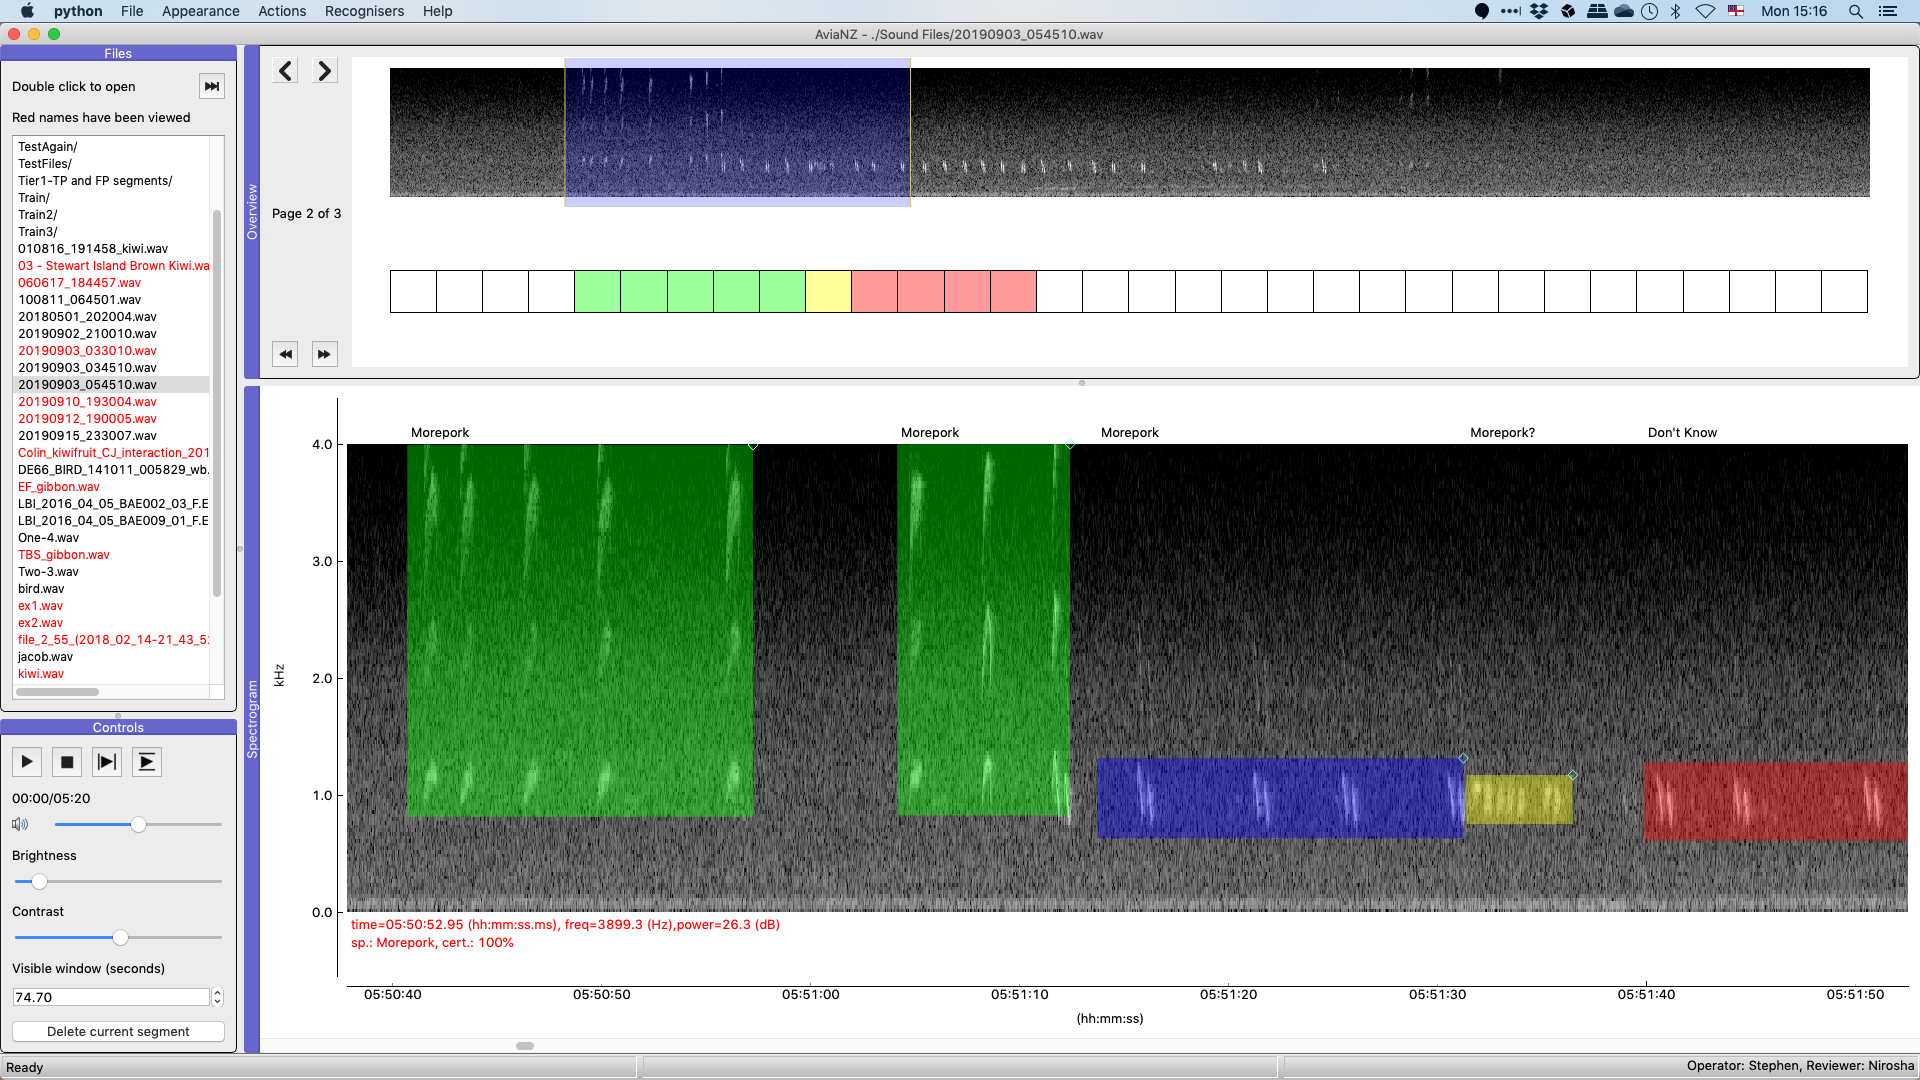 python File Appearance Actions Recognisers Help
Mon 15:16
AviaNZ - ./Sound Files/20190903_054510.wav
Files
Double click to open
Red names have been viewed
TestAgain/
TestFiles/
Tier1-TP and FP segments/
Train/
Train2/
Train3/
010816_191458_kiwi.wav
03 - Stewart Island Brown Kiwi.wa
060617_184457.wav
100811_064501.wav
20180501_202004.wav
20190902_210010.wav
20190903_033010.wav
20190903_034510.wav
20190903_054510.wav
20190910_193004.wav
20190912_190005.wav
20190915_233007.wav
Colin_kiwifruit_CJ_interaction_201
DE66_BIRD_141011_005829_wb.
EF_gibbon.wav
LBI_2016_04_05_BAE002_03_F.E
LBI_2016_04_05_BAE009_01_F.E
One-4.wav
TBS_gibbon.wav
Two-3.wav
bird.wav
ex1.wav
ex2.wav
file_2_55_(2018_02_14-21_43_52
jacob.wav
kiwi.wav
Controls
00:00/05:20
Brightness
Contrast
Visible window (seconds)
74.70
Delete current segment
Overview
Page 2 of 3
Spectrogram
Morepork Morepork Morepork Morepork? Don't Know
kHz
4.0
3.0
2.0
1.0
0.0
time=05:50:52.95 (hh:mm:ss.ms), freq=3899.3 (Hz),power=26.3 (dB)
sp.: Morepork, cert.: 100%
05:50:40 05:50:50 05:51:00 05:51:10 05:51:20 05:51:30 05:51:40 05:51:50
(hh:mm:ss)
Ready
Operator: Stephen, Reviewer: Nirosha